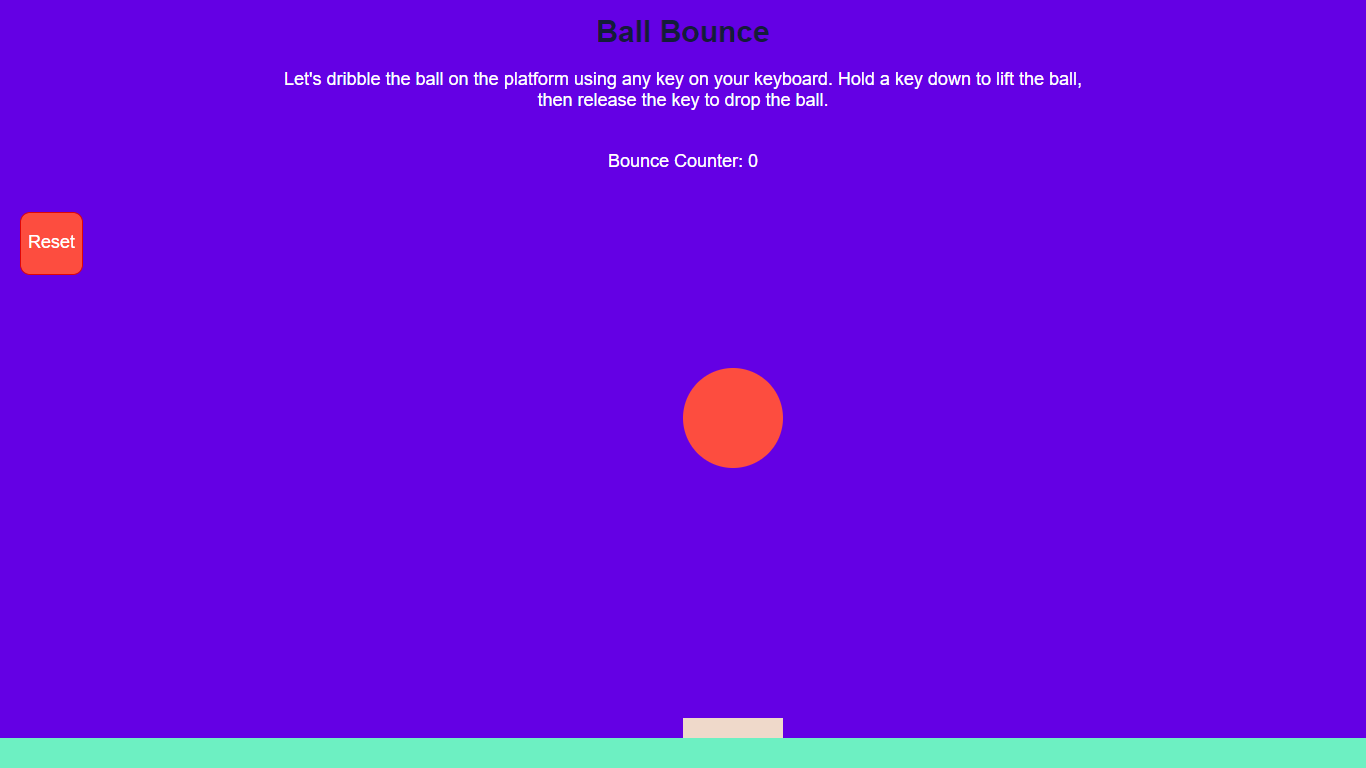 Ball Bounce
Let's dribble the ball on the platform using any key on your keyboard. Hold a key down to lift the ball,
then release the key to drop the ball.
Bounce Counter: 0
Reset